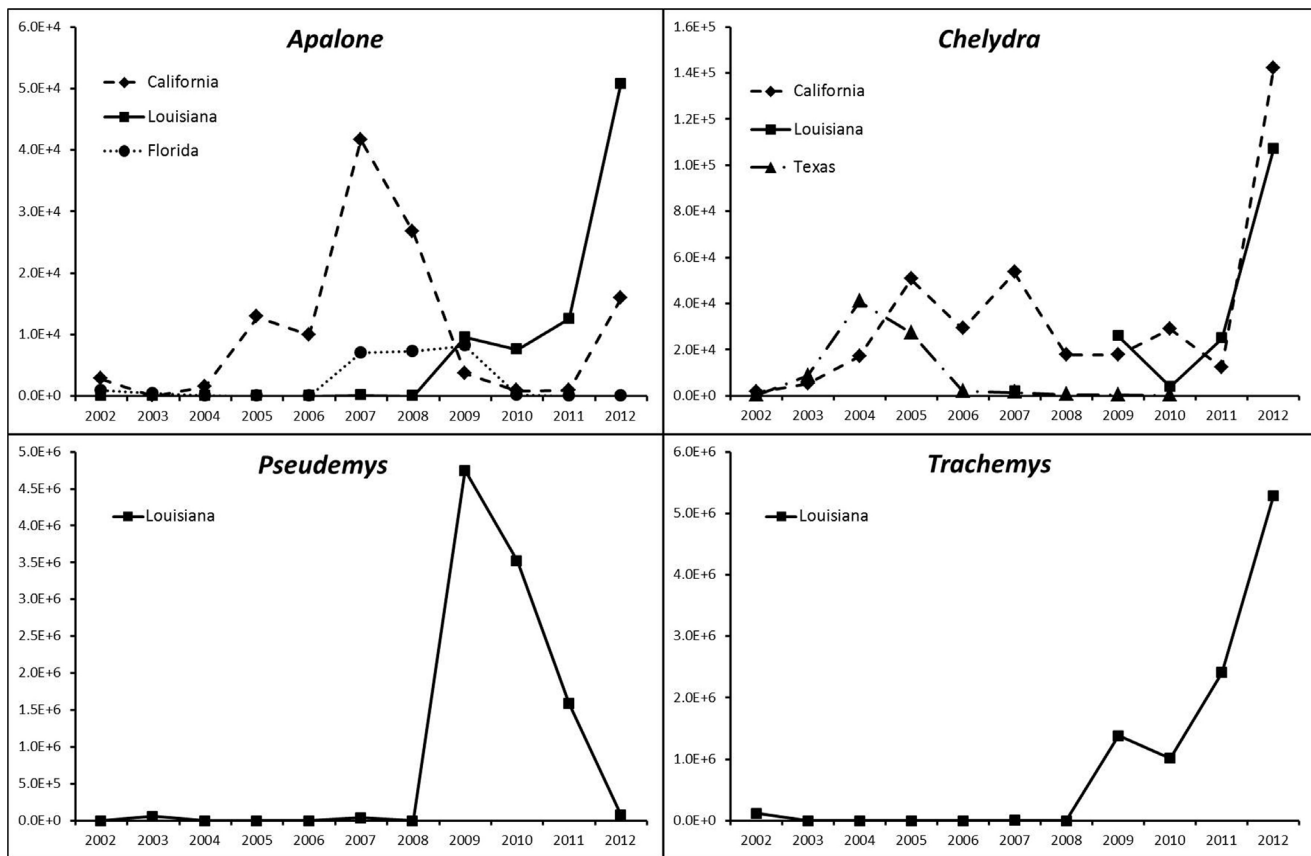 Apalone
6.0E+4
5.0E+4
4.0E+4
3.0E+4
2.0E+4
1.0E+4
0.0E+0
California
Louisiana
Florida
2002 2003 2004 2005 2006 2007 2008 2009 2010 2011 2012
Chelydra
1.6E+5
1.4E+5
1.2E+5
1.0E+5
8.0E+4
6.0E+4
4.0E+4
2.0E+4
0.0E+0
California
Louisiana
Texas
2002 2003 2004 2005 2006 2007 2008 2009 2010 2011 2012
Pseudemys
5.0E+6
4.5E+6
4.0E+6
3.5E+6
3.0E+6
2.5E+6
2.0E+6
1.5E+6
1.0E+6
5.0E+5
0.0E+0
Louisiana
2002 2003 2004 2005 2006 2007 2008 2009 2010 2011 2012
Trachemys
6.0E+6
5.0E+6
4.0E+6
3.0E+6
2.0E+6
1.0E+6
0.0E+0
Louisiana
2002 2003 2004 2005 2006 2007 2008 2009 2010 2011 2012